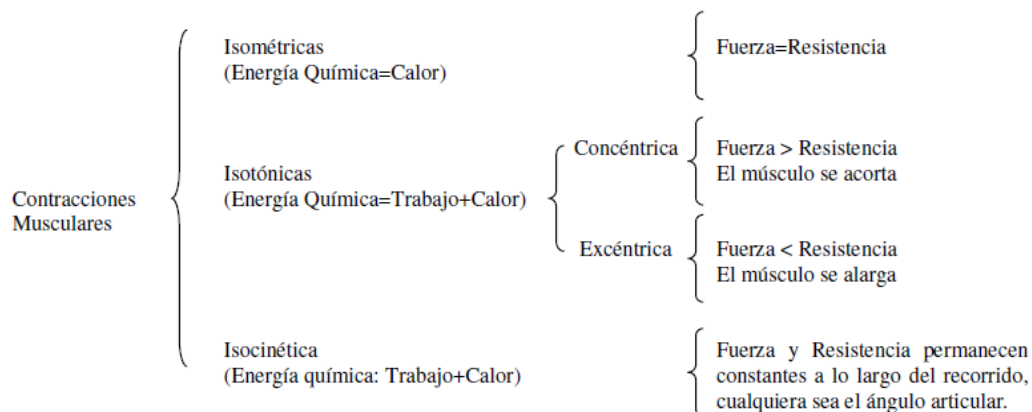 Contracciones
Musculares
Isométricas
(Energía Química=Calor)
Fuerza=Resistencia
Isotónicas
(Energía Química=Trabajo+Calor)
Concéntrica
Fuerza > Resistencia
El músculo se acorta
Excéntrica
Fuerza < Resistencia
El músculo se alarga
Isocinética
(Energía química: Trabajo+Calor)
Fuerza y Resistencia permanecen
constantes a lo largo del recorrido,
cualquiera sea el ángulo articular.